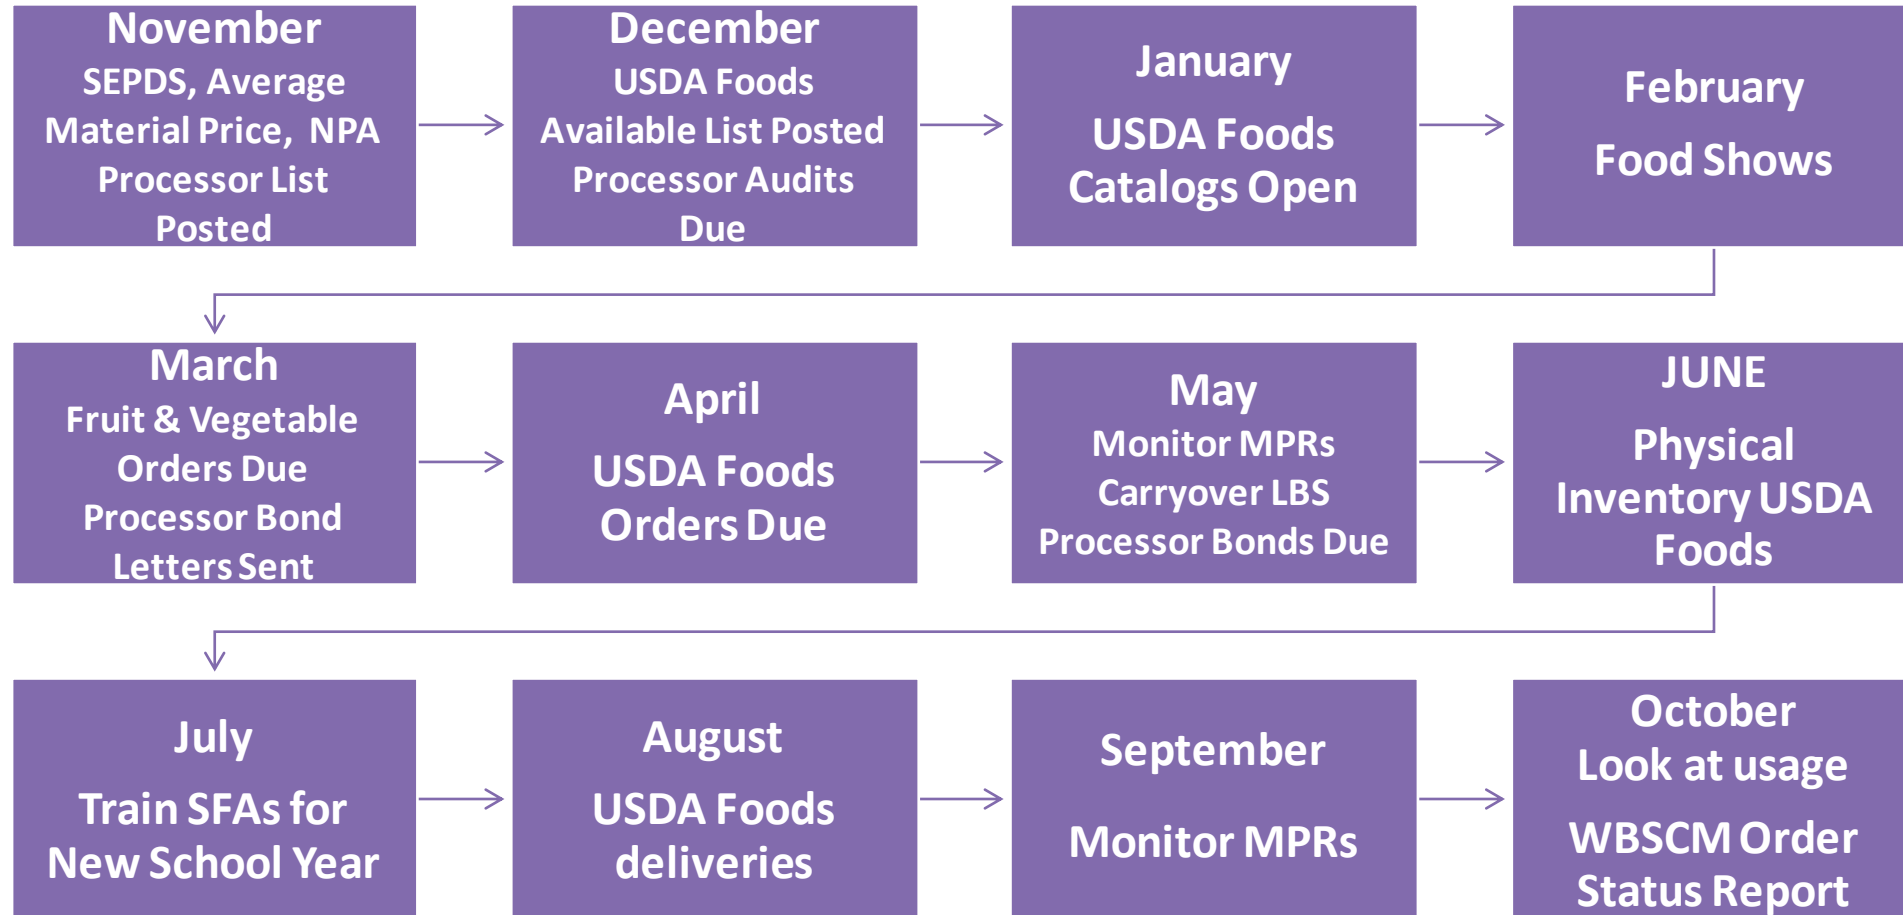 November
SEPDS, Average
Material Price, NPA
Processor List
Posted
December
USDA Foods
Available List Posted
Processor Audits
Due
January
USDA Foods
Catalogs Open
February
Food Shows
March
Fruit & Vegetable
Orders Due
Processor Bond
Letters Sent
April
USDA Foods
Orders Due
May
Monitor MPRs
Carryover LBS
Processor Bonds Due
JUNE
Physical
Inventory USDA
Foods
July
Train SFAs for
New School Year
August
USDA Foods
deliveries
September
Monitor MPRs
October
Look at usage
WBSCM Order
Status Report